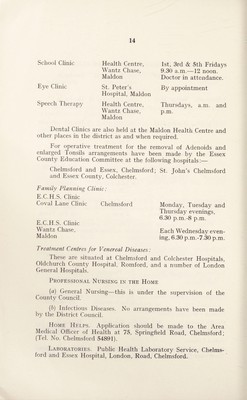 14
School Clinic Health Centre, 1st, 3rd & 5th Fridays
Wantz Chase, 9.30 a.m.—12 noon.
Maldon Doctor in attendance.
Eye Clinic St. Peter's By appointment
Hospital, Maldon
Speech Therapy Health Centre, Thursdays, a.m. and
Wantz Chase, p.m.
Maldon
Dental Clinics are also held at the Maldon Health Centre and
other places in the district as and when required.
For operative treatment for the removal of Adenoids and
enlarged Tonsils arrangements have been made by the Essex
County Education Committee at the following hospitals:—
Chelmsford and Essex, Chelmsford; St. John's Chelmsford
and Essex County, Colchester.
Family Planning Clinic:
E.C.H.S. Clinic
Coval Lane Clinic Chelmsford Monday, Tuesday and
Thursday evenings,
6.30 p.m.-8 p.m.
E.C.H.S. Clinic
Wantz Chase. Each Wednesday even-
Maldon ing, 6.30 p.m.-7.30 p.m.
Treatment Centres for Venereal Diseases:
These are situated at Chelmsford and Colchester Hospitals,
Oldchurch County Hospital, Romford, and a number of London
General Hospitals.
Professional Nursing in the Home
(a) General Nursing—this is under the supervision of the
County Council.
(b) Infectious Diseases. No arrangements have been made
by the District Council.
Home Helps. Application should be made to the Area
Medical Officer of Health at 75, Springfield Road, Chelmsford;
(Tel. No. Chelmsford 54891).
Laboratories. Public Health Laboratory Service, Chelms-
ford and Essex Hospital, London, Road, Chelmsford.